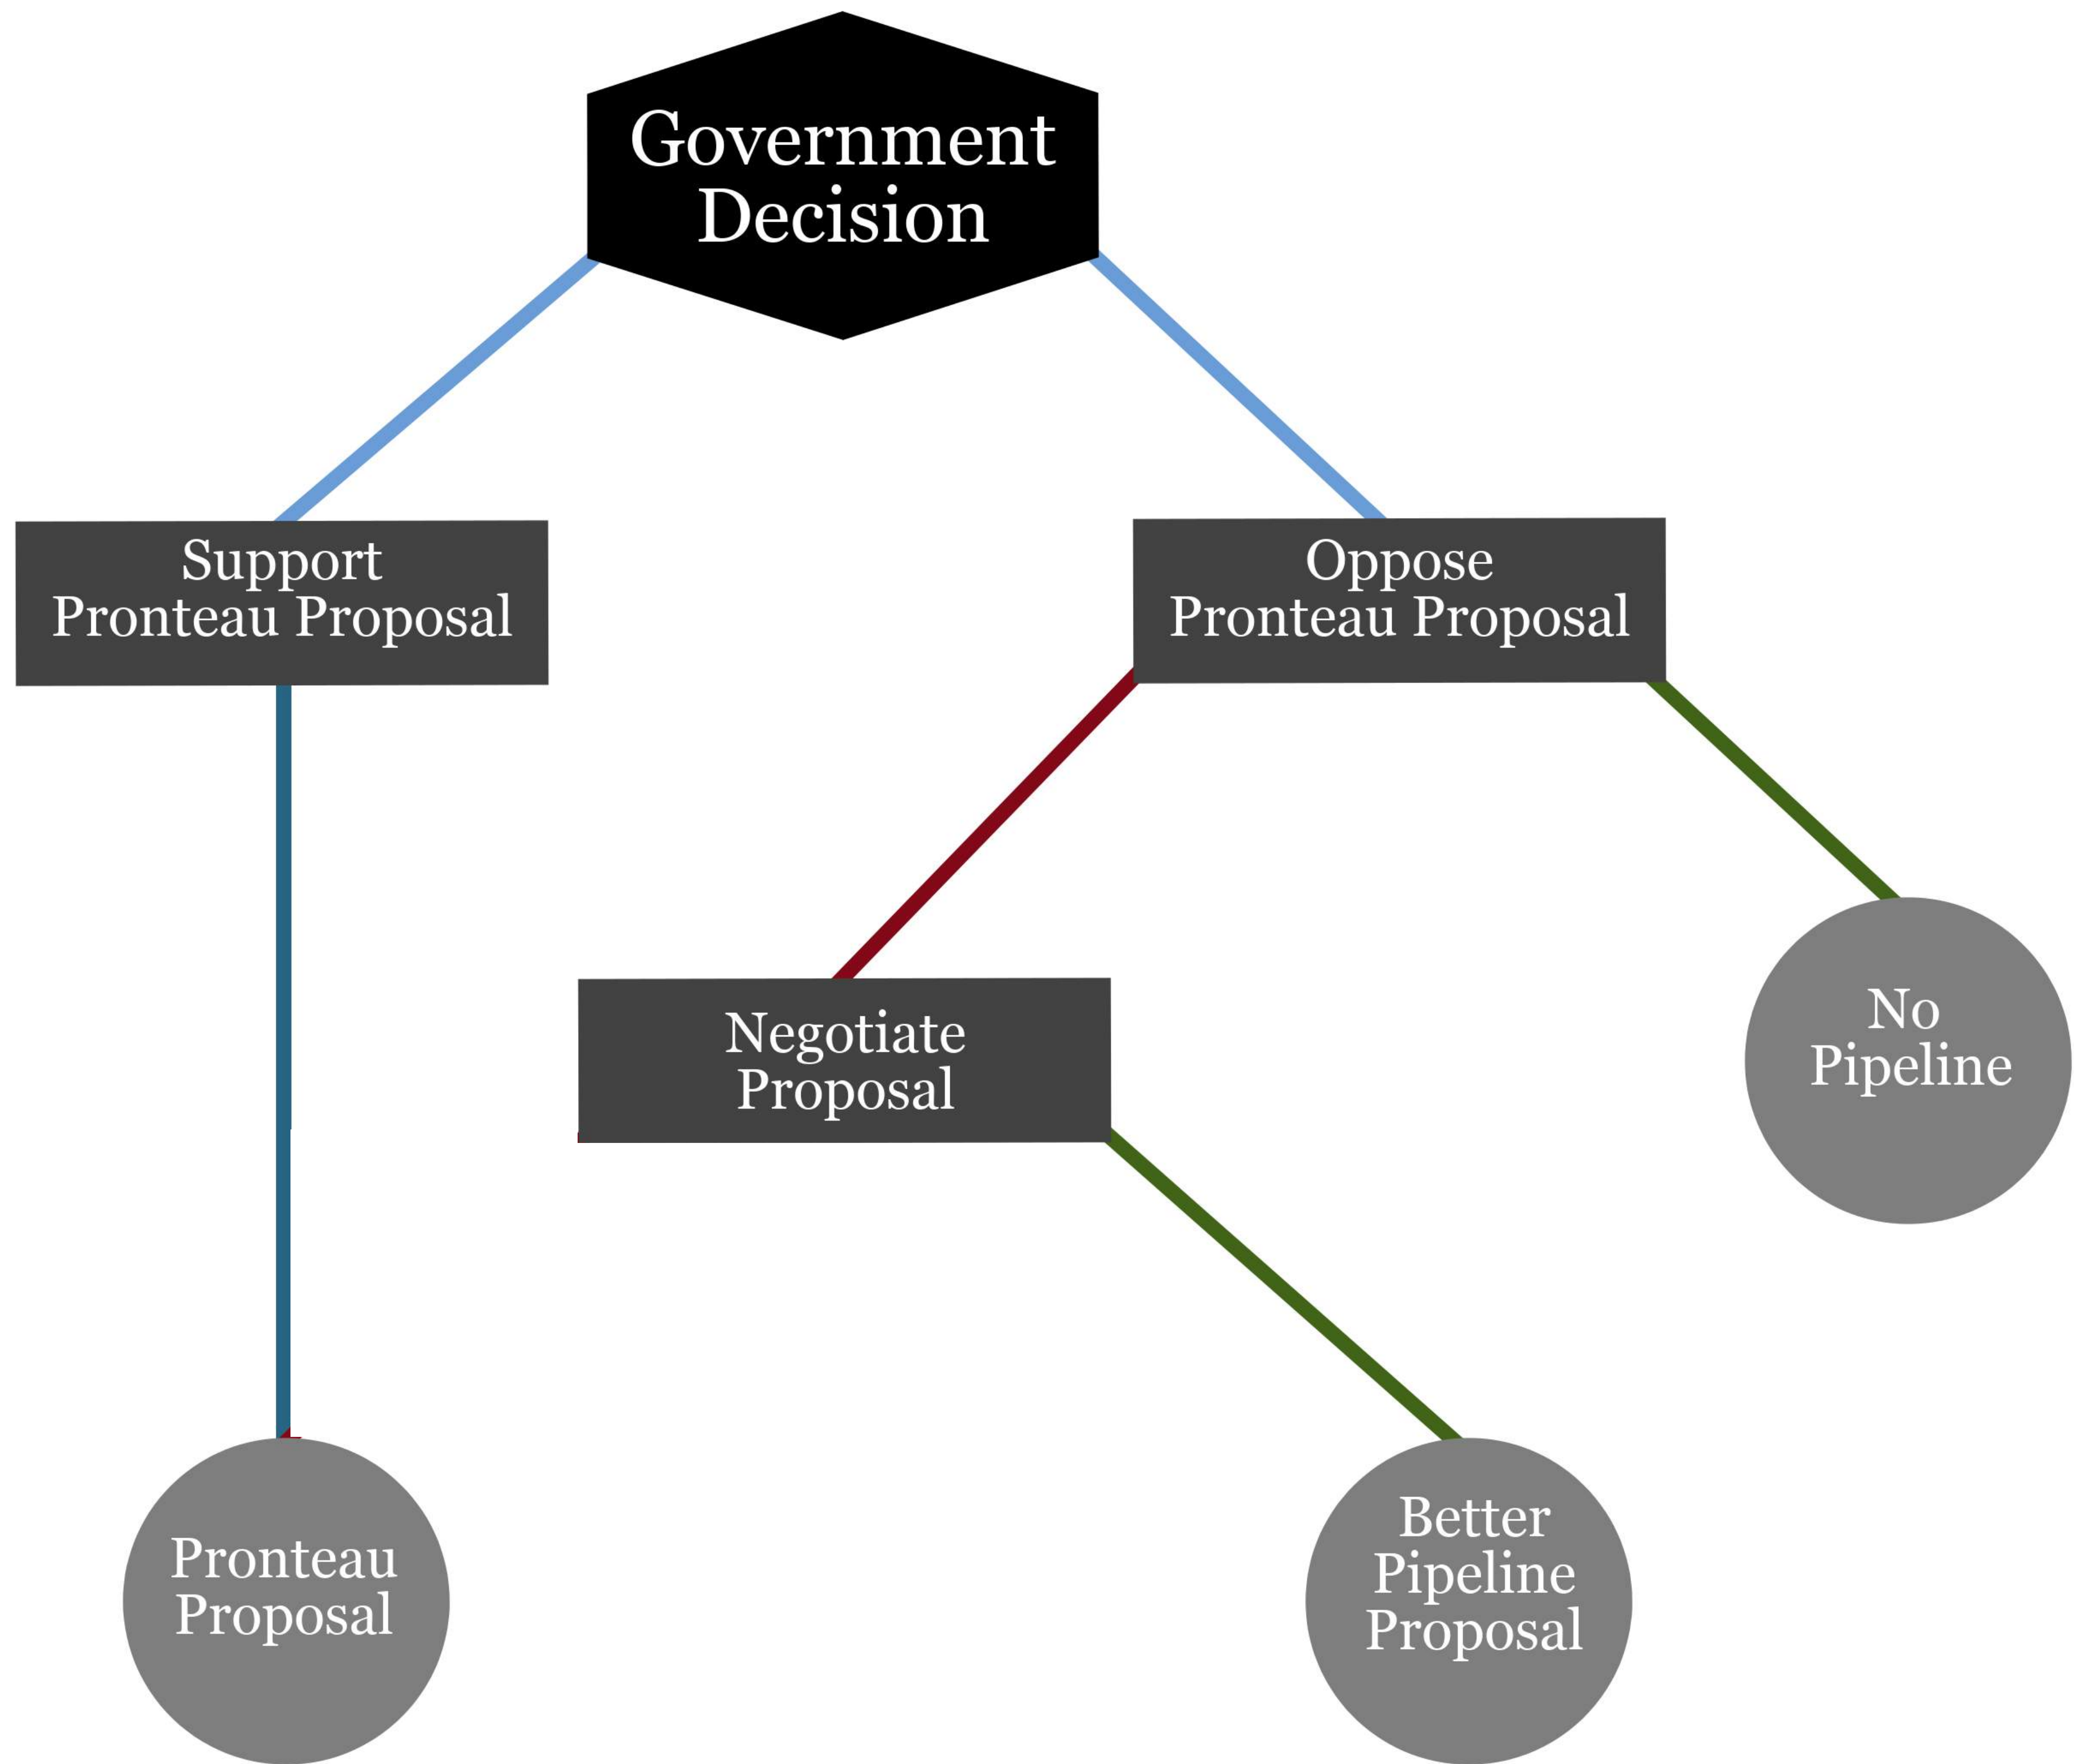 Government
Decision
Support
Pronteau Proposal
Oppose
Pronteau Proposal
Negotiate
Proposal
No
Pipeline
Pronteau
Proposal
Better
Pipeline
Proposal